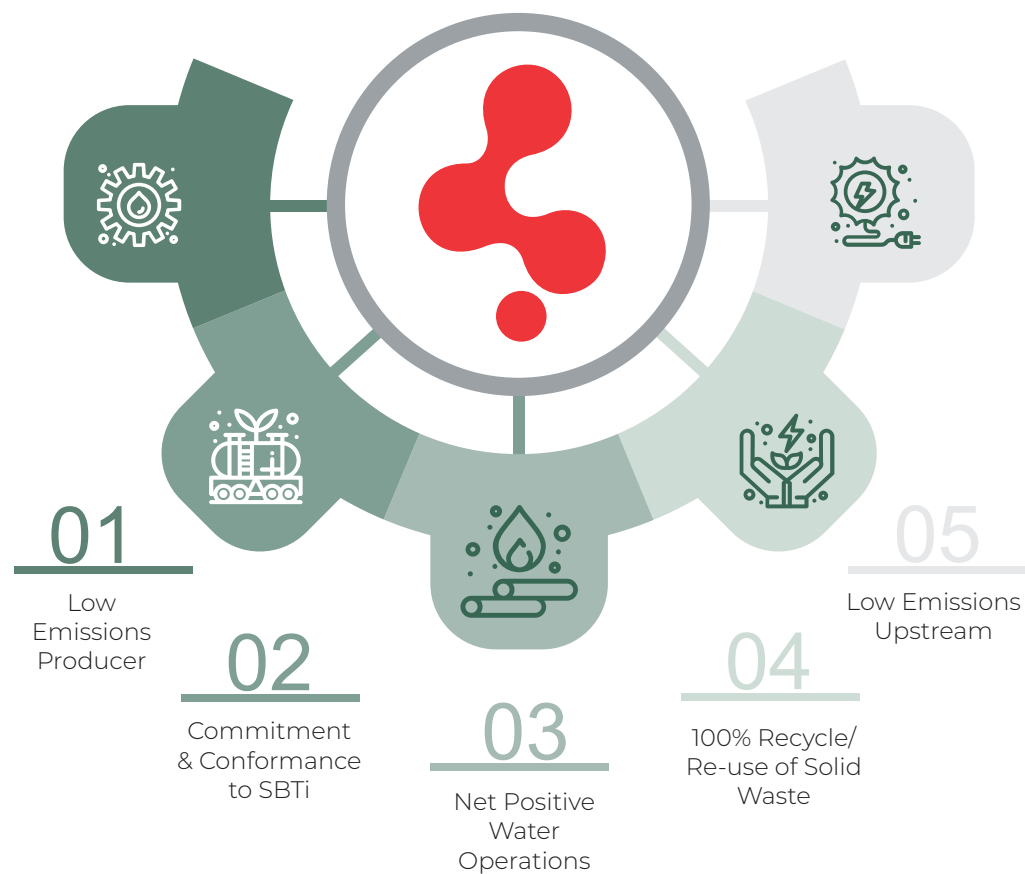 01
Low
Emissions
Producer
02
Commitment
& Conformance
to SBTi
03
Net Positive
Water
Operations
04
100% Recycle/
Re-use of Solid
Waste
05
Low Emissions
Upstream